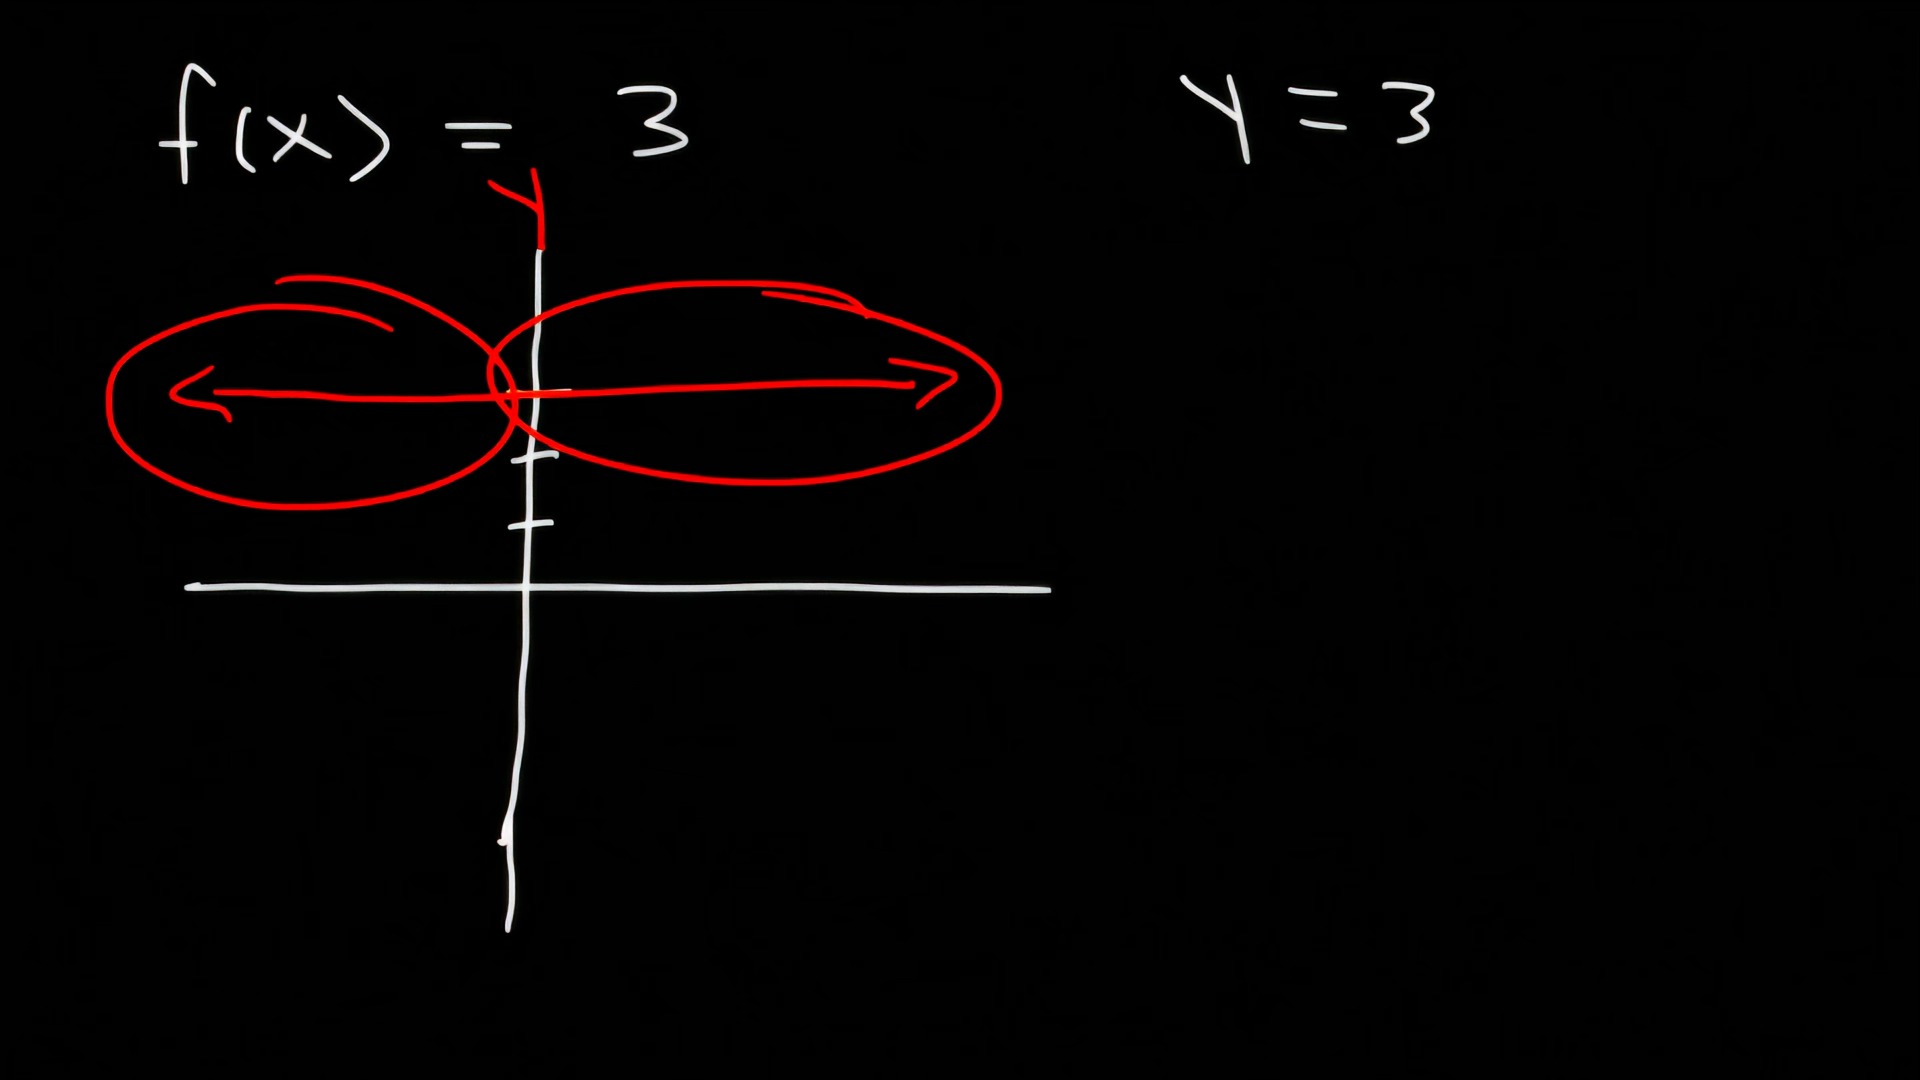 f(x) = 3
y = 3
y